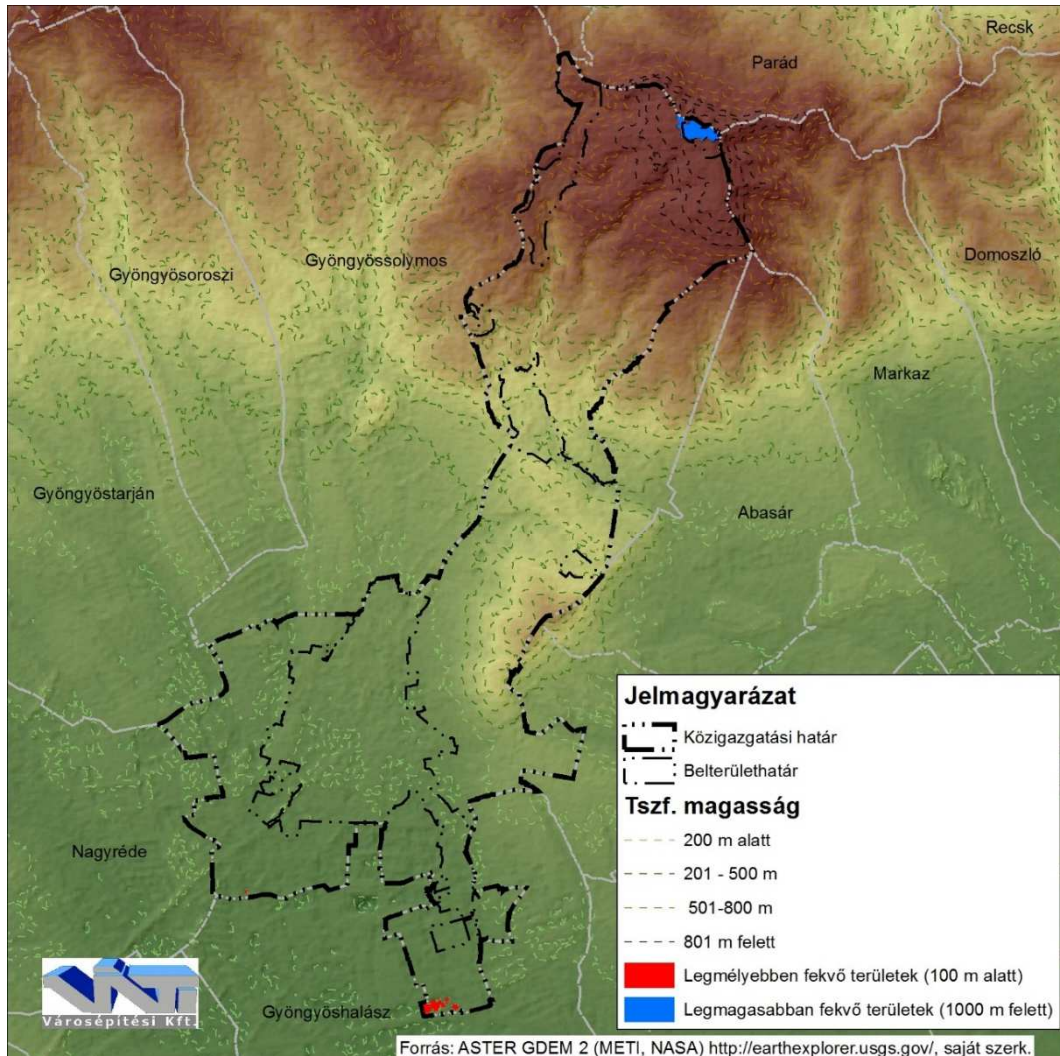 Recsk
Parád
Domoszló
Gyöngyössolymos
Gyöngyösoroszi
Markaz
Gyöngyöstarján
Abasár
Nagyréde
Gyöngyöshalász
Jelmagyarázat
Közigazgatási határ
Belterülethatár
Tszf. magasság
200 m alatt
201 - 500 m
501-800 m
801 m felett
Legmélyebben fekvő területek (100 m alatt)
Legmagasabban fekvő területek (1000 m felett)
Városépítési Kft.
Forrás: ASTER GDEM 2 (METI, NASA) http://earthexplorer.usgs.gov/, saját szerk.